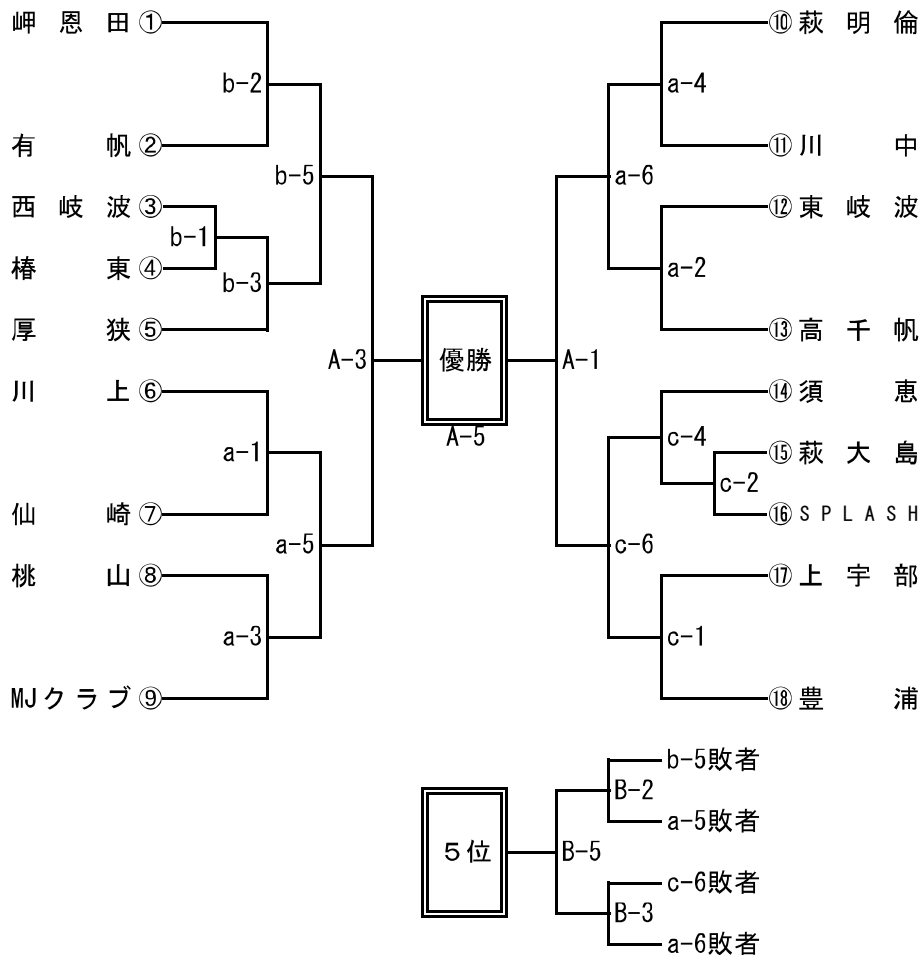 岬恩田① ⑩萩明倫
b-2 a-4
有帆② ⑪川中
b-5 a-6
西岐波③ ⑫東岐波
b-1
椿東④ a-2
b-3
厚狭⑤ ⑬高千帆
A-3 優勝 A-1
川上⑥ ⑭須恵
A-5 c-4
a-1 ⑮萩大島
c-2
仙崎⑦ ⑯SPLASH
a-5 c-6
桃山⑧ ⑰上宇部
a-3 c-1
MJクラブ⑨ ⑱豊浦
b-5敗者
B-2
a-5敗者
5位 B-5
c-6敗者
B-3
a-6敗者